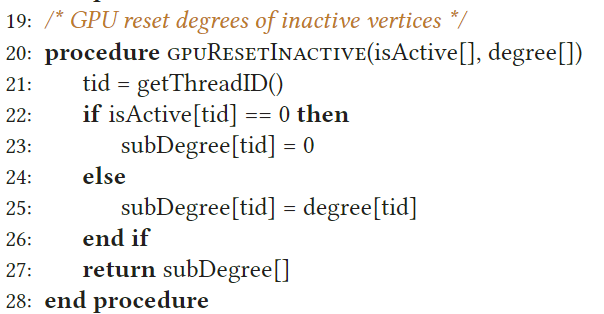 19: /* GPU reset degrees of inactive vertices */
20: procedure GPURESETINACTIVE(isActive[], degree[])
21: tid = getThreadID()
22: if isActive[tid] == 0 then
23: subDegree[tid] = 0
24: else
25: subDegree[tid] = degree[tid]
26: end if
27: return subDegree[]
28: end procedure